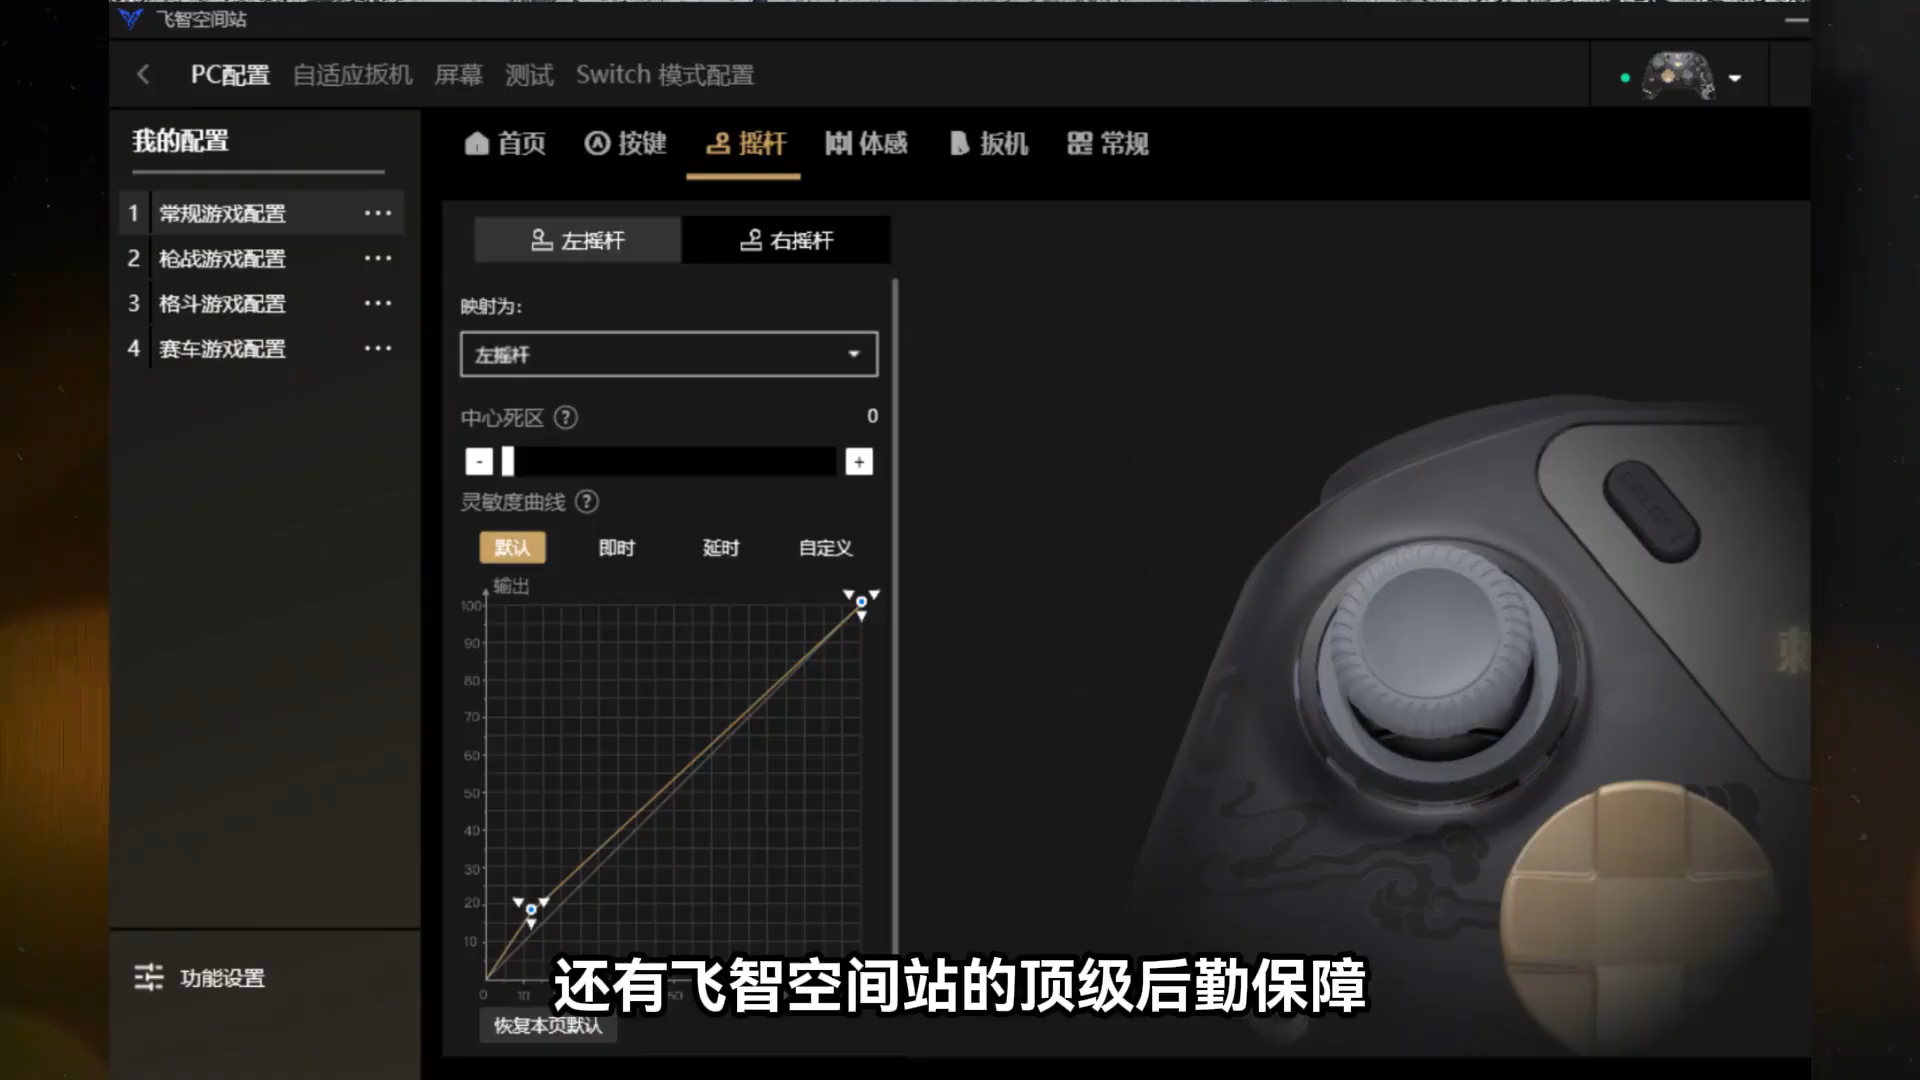 飞智空间站
PC配置 自适应扳机 屏幕 测试 Switch 模式配置
我的配置
首页 按键 摇杆 体感 扳机 常规
1 常规游戏配置 ···
2 枪战游戏配置 ···
3 格斗游戏配置 ···
4 赛车游戏配置 ···
左摇杆 右摇杆
映射为:
左摇杆
中心死区 ? 0
- +
灵敏度曲线 ?
默认 即时 延时 自定义
输出
100
90
80
70
60
50
40
30
20
10
0 10 50
恢复本页默认
功能设置
SELECT
还有飞智空间站的顶级后勤保障